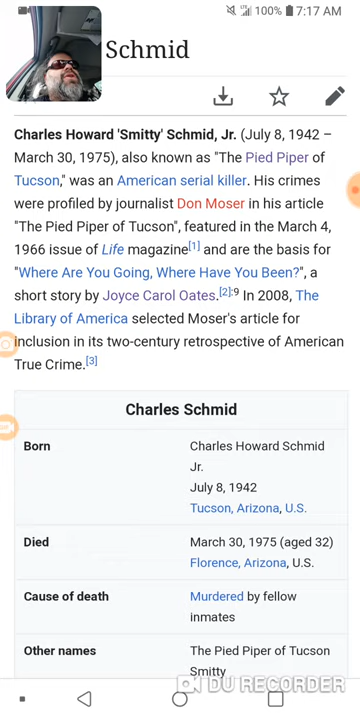 100% 7:17 AM
Schmid
Charles Howard 'Smitty' Schmid, Jr. (July 8, 1942 –
March 30, 1975), also known as "The Pied Piper of
Tucson," was an American serial killer. His crimes
were profiled by journalist Don Moser in his article
"The Pied Piper of Tucson", featured in the March 4,
1966 issue of Life magazine[1] and are the basis for
"Where Are You Going, Where Have You Been?", a
short story by Joyce Carol Oates.[2]:9 In 2008, The
Library of America selected Moser's article for
inclusion in its two-century retrospective of American
True Crime.[3]
Charles Schmid
Born Charles Howard Schmid
Jr.
July 8, 1942
Tucson, Arizona, U.S.
Died March 30, 1975 (aged 32)
Florence, Arizona, U.S.
Cause of death Murdered by fellow
inmates
Other names The Pied Piper of Tucson
Smitty
DU RECORDER